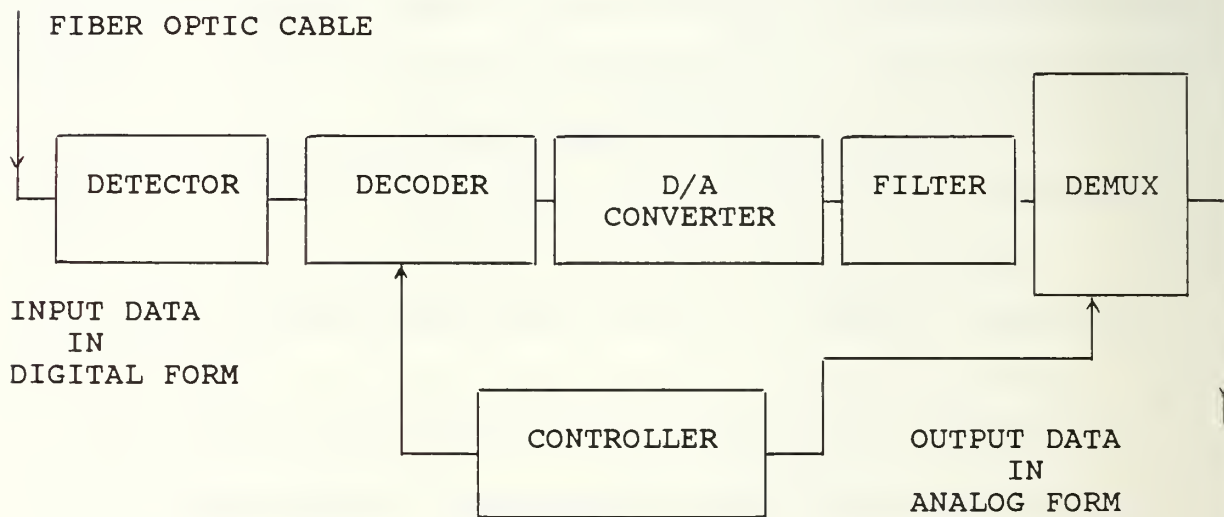 FIBER OPTIC CABLE
DETECTOR
DECODER
D/A
CONVERTER
FILTER
DEMUX
INPUT DATA
IN
DIGITAL FORM
CONTROLLER
OUTPUT DATA
IN
ANALOG FORM